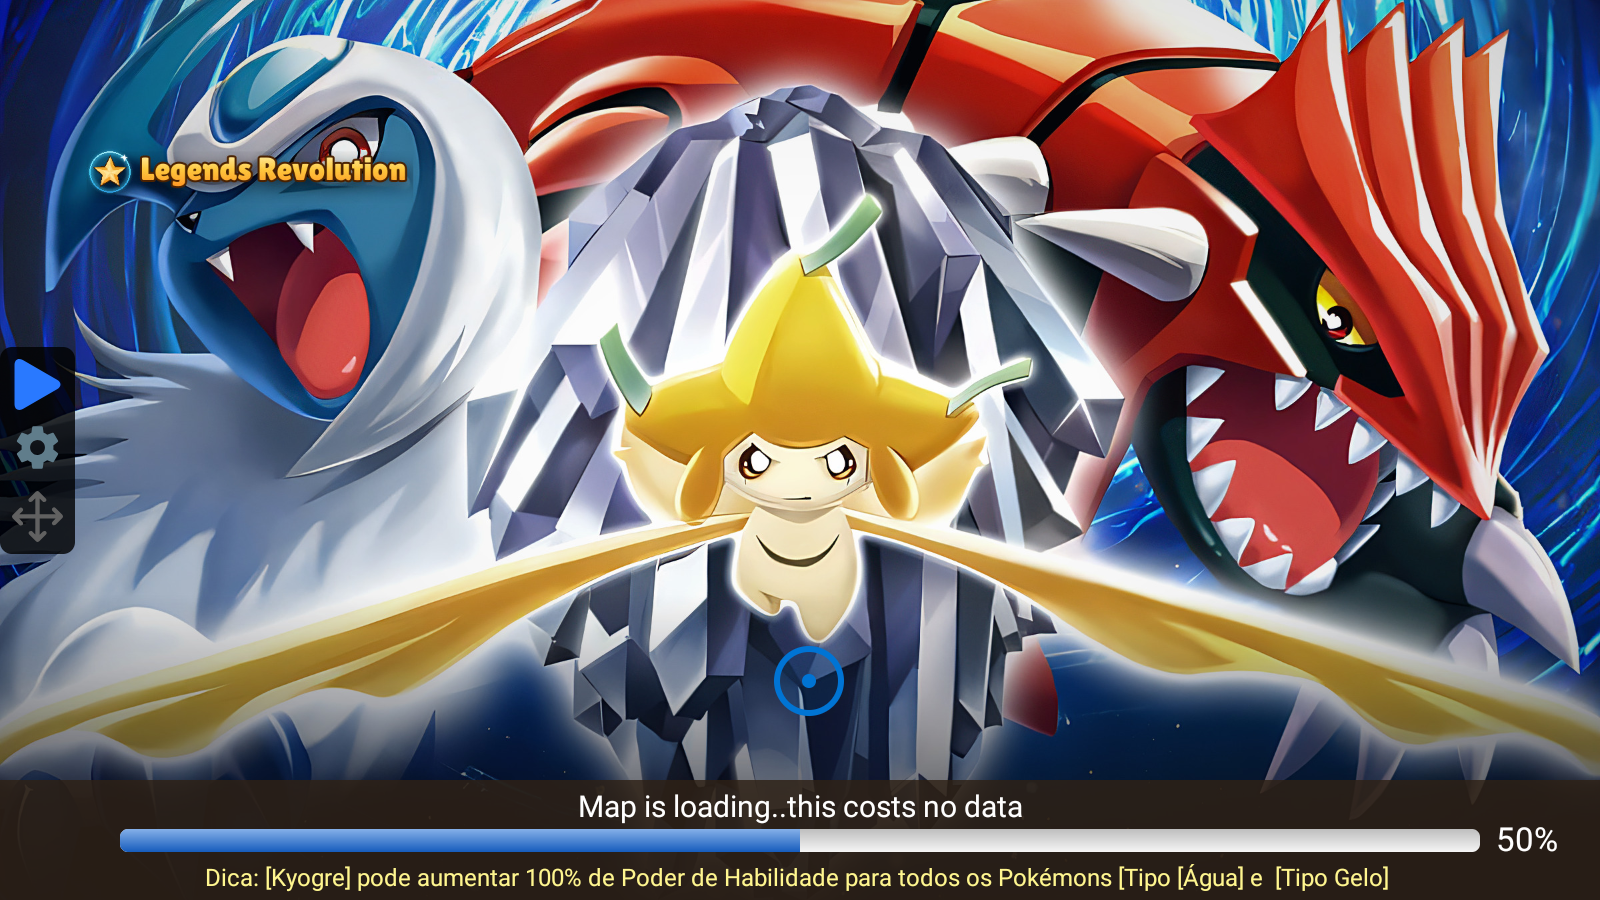 Legends Revolution
Map is loading..this costs no data
50%
Dica: [Kyogre] pode aumentar 100% de Poder de Habilidade para todos os Pokémons [Tipo [Água] e  [Tipo Gelo]